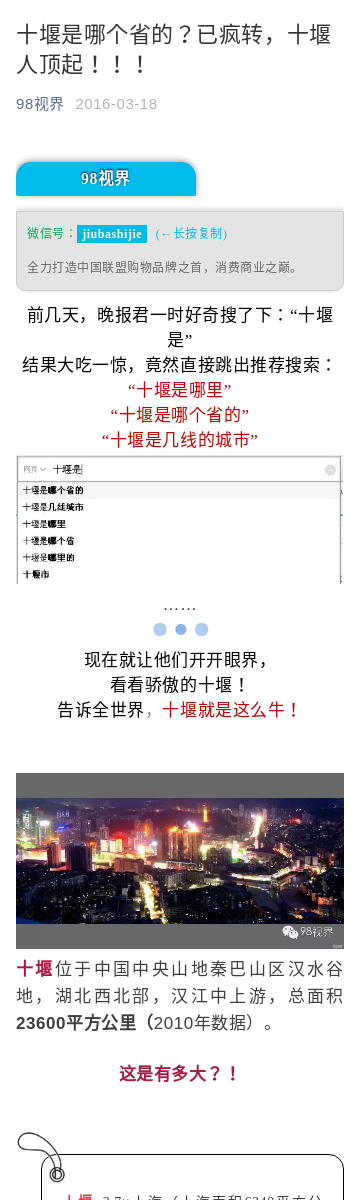 十堰是哪个省的？已疯转，十堰
人顶起！！！
98视界 2016-03-18
98视界
微信号：jiubashijie (←长按复制)
全力打造中国联盟购物品牌之首，消费商业之巅。
前几天，晚报君一时好奇搜了下：“十堰
是”
结果大吃一惊，竟然直接跳出推荐搜索：
“十堰是哪里”
“十堰是哪个省的”
“十堰是几线的城市”
网页 十堰是
十堰是哪个省的
十堰是几线城市
十堰是哪里
十堰是哪个省
十堰是哪里的
十堰市
……
现在就让他们开开眼界，
看看骄傲的十堰！
告诉全世界，十堰就是这么牛！
98视界
十堰位于中国中央山地秦巴山区汉水谷
地，湖北西北部，汉江中上游，总面积
23600平方公里（2010年数据）。
这是有多大？！